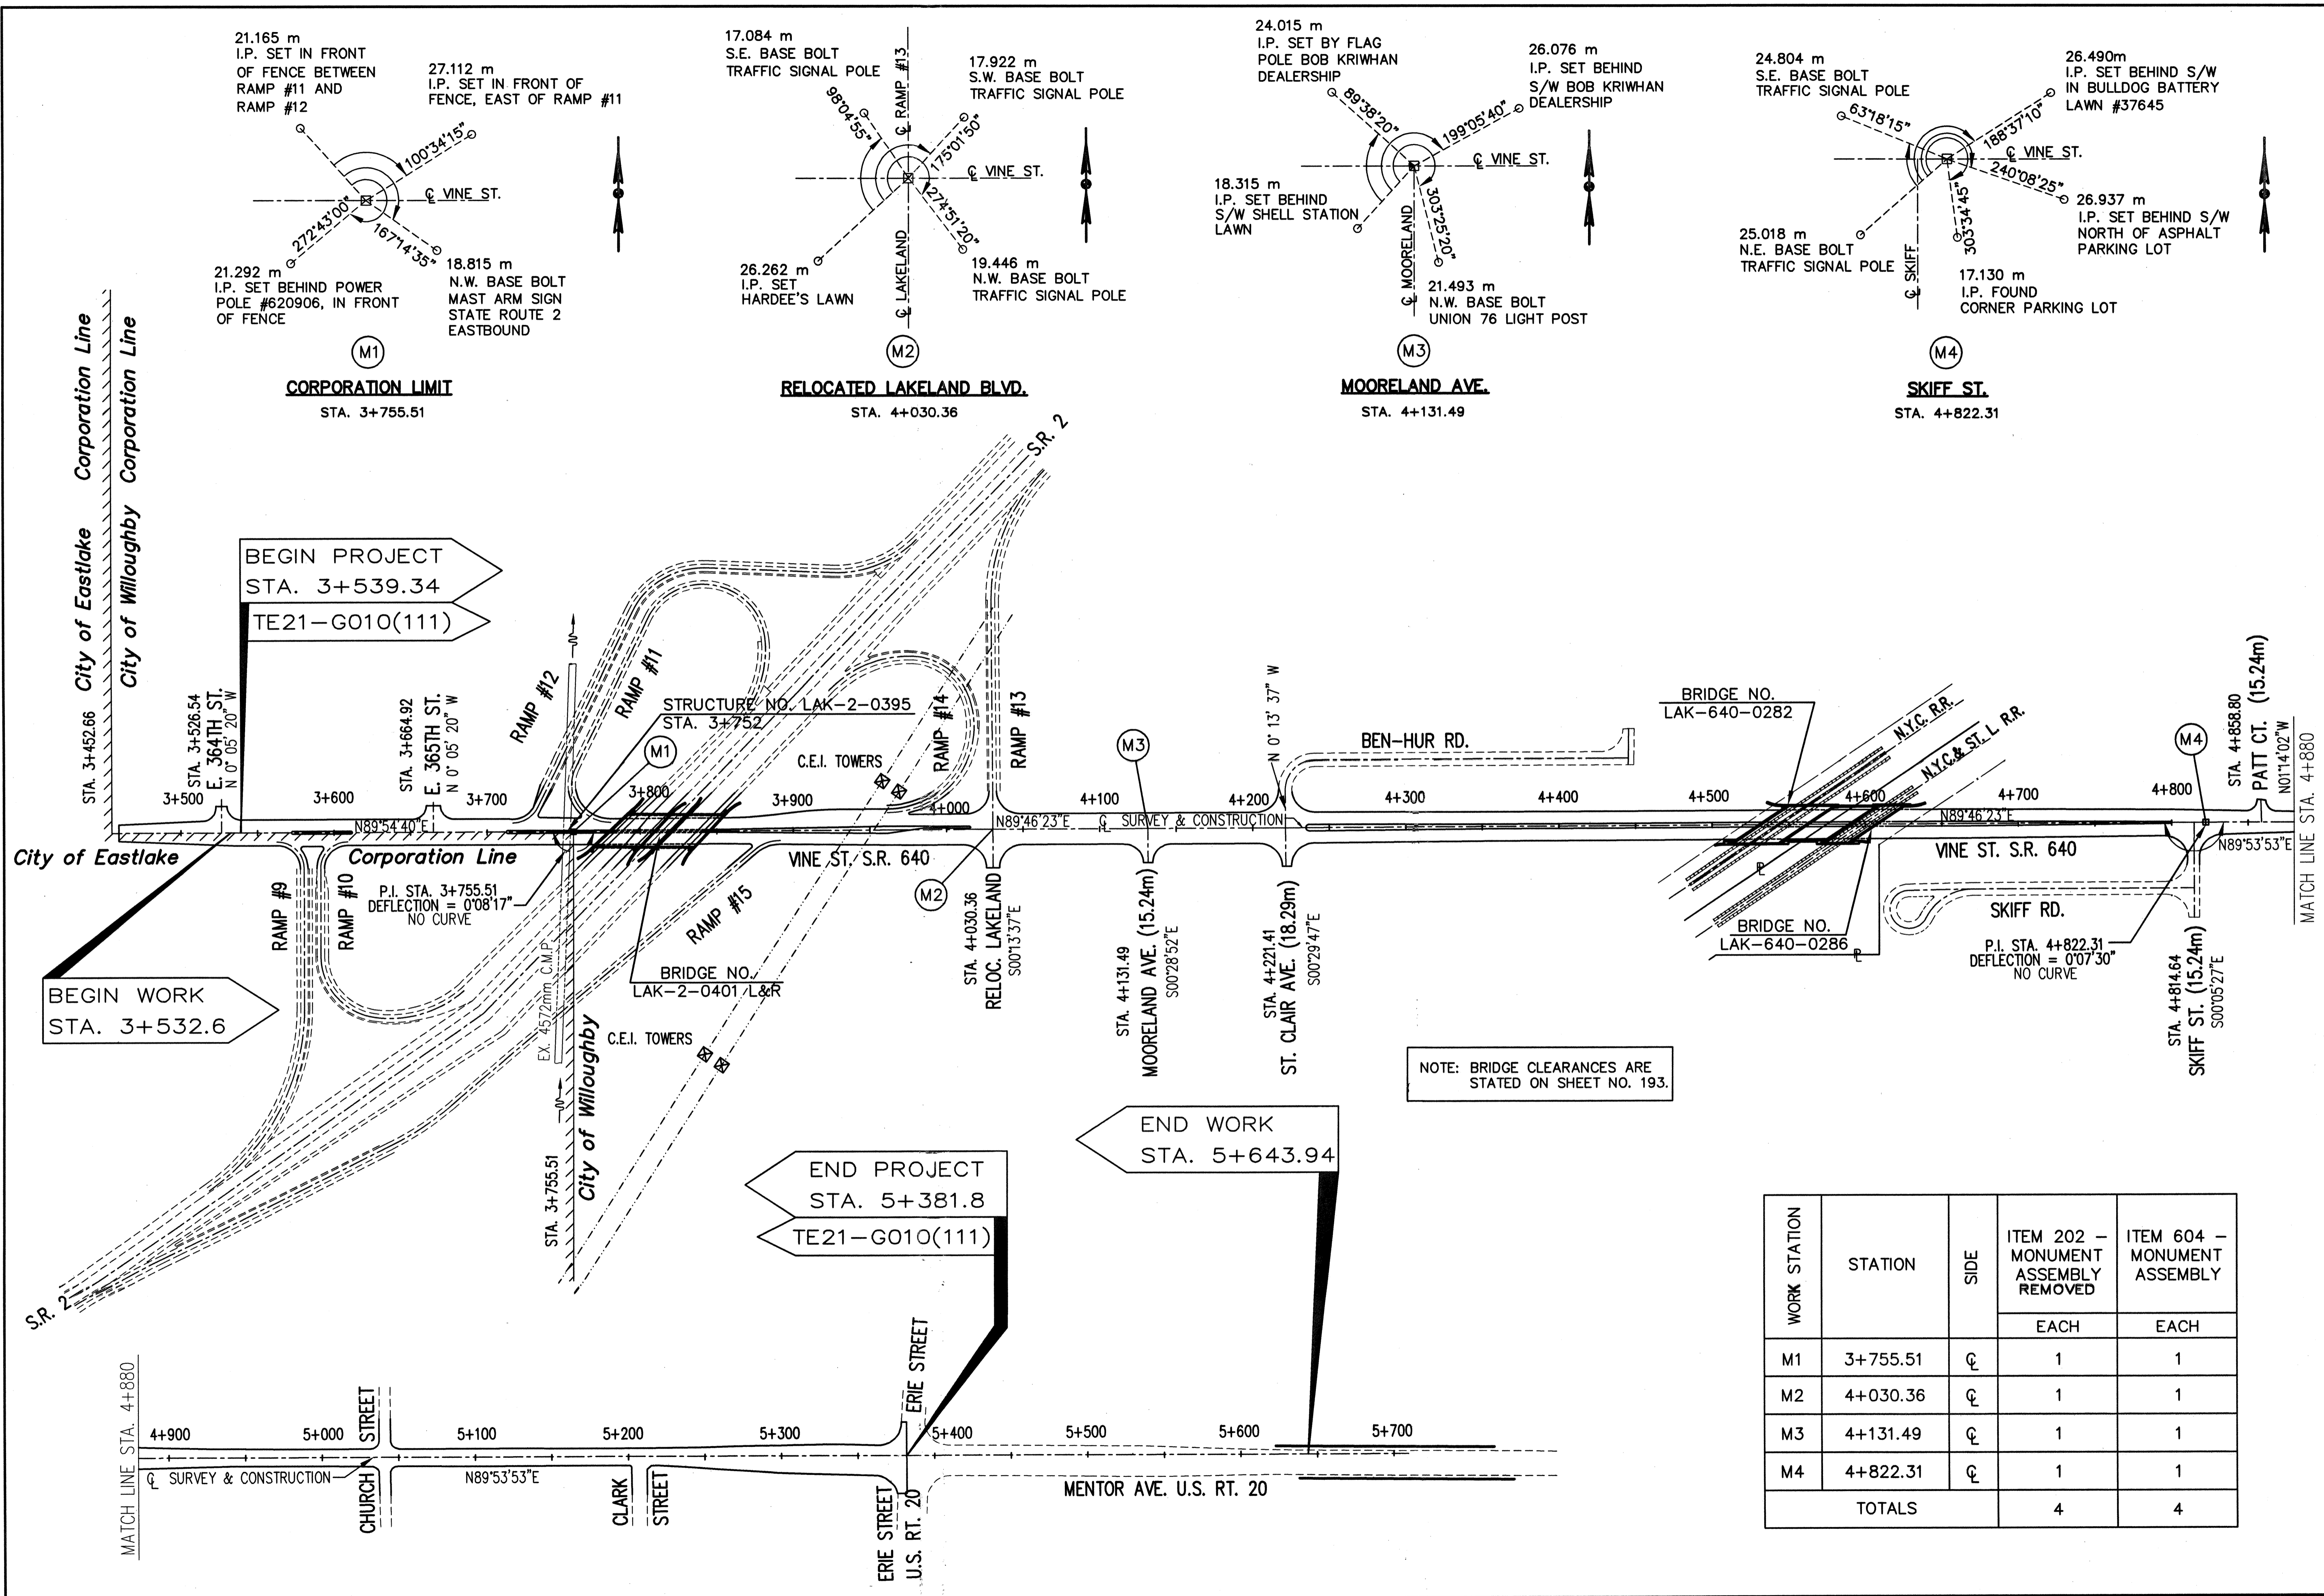 21.165 m
I.P. SET IN FRONT
OF FENCE BETWEEN
RAMP #11 AND
RAMP #12
27.112 m
I.P. SET IN FRONT OF
FENCE, EAST OF RAMP #11
100°34'15"
℄ VINE ST.
272°43'00"
167°14'35"
21.292 m
I.P. SET BEHIND POWER
POLE #620906, IN FRONT
OF FENCE
18.815 m
N.W. BASE BOLT
MAST ARM SIGN
STATE ROUTE 2
EASTBOUND
M1
CORPORATION LIMIT
STA. 3+755.51
17.084 m
S.E. BASE BOLT
TRAFFIC SIGNAL POLE
98°04'55"
℄ RAMP #13
17.922 m
S.W. BASE BOLT
TRAFFIC SIGNAL POLE
175°01'50"
℄ VINE ST.
274°51'20"
26.262 m
I.P. SET
HARDEE'S LAWN
℄ LAKELAND
19.446 m
N.W. BASE BOLT
TRAFFIC SIGNAL POLE
M2
RELOCATED LAKELAND BLVD.
STA. 4+030.36
24.015 m
I.P. SET BY FLAG
POLE BOB KRIWHAN
DEALERSHIP
89°38'20"
26.076 m
I.P. SET BEHIND
S/W BOB KRIWHAN
DEALERSHIP
199°05'40"
℄ VINE ST.
18.315 m
I.P. SET BEHIND
S/W SHELL STATION
LAWN
303°25'20"
℄ MOORELAND
21.493 m
N.W. BASE BOLT
UNION 76 LIGHT POST
M3
MOORELAND AVE.
STA. 4+131.49
24.804 m
S.E. BASE BOLT
TRAFFIC SIGNAL POLE
63°18'15"
26.490m
I.P. SET BEHIND S/W
IN BULLDOG BATTERY
LAWN #37645
188°37'10"
℄ VINE ST.
240°08'25"
26.937 m
I.P. SET BEHIND S/W
NORTH OF ASPHALT
PARKING LOT
303°34'45"
25.018 m
N.E. BASE BOLT
TRAFFIC SIGNAL POLE
℄ SKIFF
17.130 m
I.P. FOUND
CORNER PARKING LOT
M4
SKIFF ST.
STA. 4+822.31
City of Eastlake Corporation Line
City of Willoughby Corporation Line
STA. 3+452.66
BEGIN PROJECT
STA. 3+539.34
TE21-G010(111)
STA. 3+526.54
E. 364TH ST.
N 0° 05' 20" W
STA. 3+664.92
E. 365TH ST.
N 0° 05' 20" W
RAMP #12
RAMP #11
STRUCTURE NO. LAK-2-0395
STA. 3+752
M1
C.E.I. TOWERS
RAMP #14
RAMP #13
S.R. 2
M3
N 0° 13' 37" W
BEN-HUR RD.
BRIDGE NO.
LAK-640-0282
N.Y.C. R.R.
N.Y.C.& ST. L. R.R.
M4
STA. 4+858.80
PATT CT. (15.24m)
N01°14'02"W
MATCH LINE STA. 4+880
3+500
3+600
3+700
3+800
3+900
4+000
4+100
4+200
4+300
4+400
4+500
4+600
4+700
4+800
N89°54'40"E
N89°46'23"E
℄ SURVEY & CONSTRUCTION
N89°46'23"E
N89°53'53"E
City of Eastlake
Corporation Line
VINE ST. S.R. 640
VINE ST. S.R. 640
P.I. STA. 3+755.51
DEFLECTION = 0°08'17"
NO CURVE
RAMP #9
RAMP #10
RAMP #15
M2
BRIDGE NO.
LAK-2-0401 L&R
EX. 4572mm C.M.P.
STA. 4+030.36
RELOC. LAKELAND
S00°13'37"E
STA. 4+131.49
MOORELAND AVE. (15.24m)
S00°28'52"E
STA. 4+221.41
ST. CLAIR AVE. (18.29m)
S00°29'47"E
℄
BRIDGE NO.
LAK-640-0286
℄
SKIFF RD.
P.I. STA. 4+822.31
DEFLECTION = 0°07'30"
NO CURVE
STA. 4+814.64
SKIFF ST. (15.24m)
S00°05'27"E
BEGIN WORK
STA. 3+532.6
C.E.I. TOWERS
STA. 3+755.51
City of Willoughby
NOTE: BRIDGE CLEARANCES ARE
STATED ON SHEET NO. 193.
S.R. 2
END PROJECT
STA. 5+381.8
TE21-G010(111)
END WORK
STA. 5+643.94
MATCH LINE STA. 4+880
4+900
5+000
5+100
5+200
5+300
5+400
5+500
5+600
5+700
℄ SURVEY & CONSTRUCTION
N89°53'53"E
CHURCH STREET
CLARK STREET
ERIE STREET
ERIE STREET
U.S. RT. 20
MENTOR AVE. U.S. RT. 20
WORK STATION
STATION
SIDE
ITEM 202 -
MONUMENT
ASSEMBLY
REMOVED
ITEM 604 -
MONUMENT
ASSEMBLY
EACH EACH
M1 3+755.51 ℄ 1 1
M2 4+030.36 ℄ 1 1
M3 4+131.49 ℄ 1 1
M4 4+822.31 ℄ 1 1
TOTALS 4 4